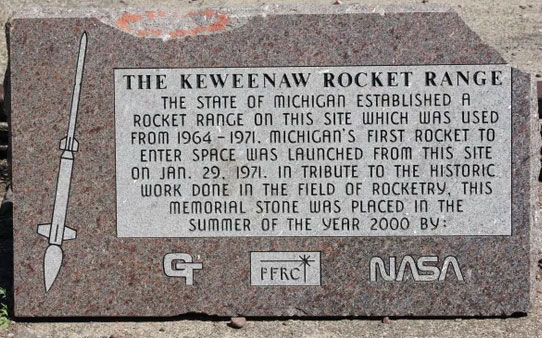 THE KEWEENAW ROCKET RANGE
THE STATE OF MICHIGAN ESTABLISHED A
ROCKET RANGE ON THIS SITE WHICH WAS USED
FROM 1964-1971. MICHIGAN'S FIRST ROCKET TO
ENTER SPACE WAS LAUNCHED FROM THIS SITE
ON JAN. 29, 1971. IN TRIBUTE TO THE HISTORIC
WORK DONE IN THE FIELD OF ROCKETRY, THIS
MEMORIAL STONE WAS PLACED IN THE
SUMMER OF THE YEAR 2000 BY:
NASA